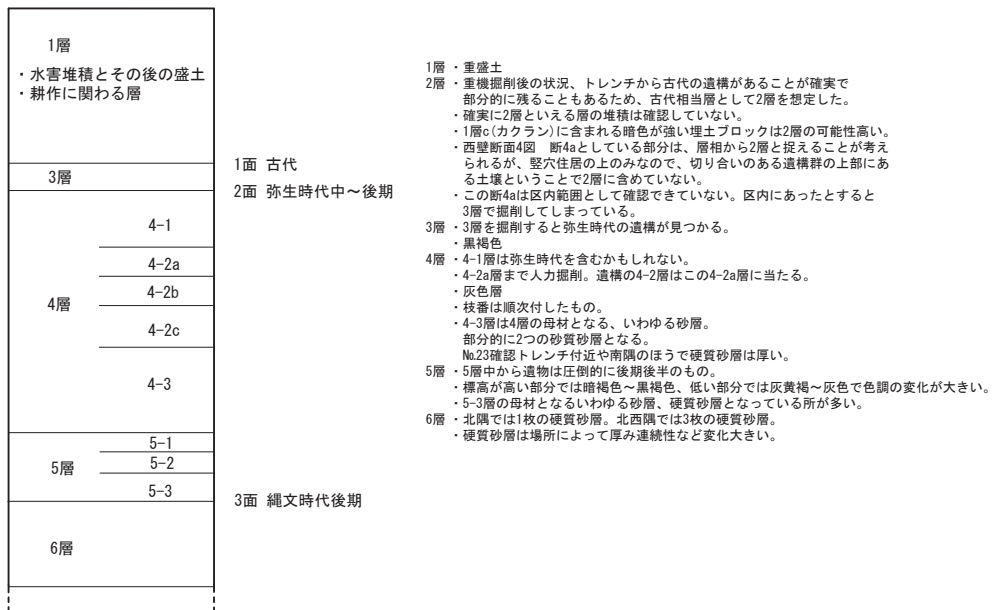 1層
・水害堆積とその後の盛土
・耕作に関わる層
3層
4層
4-1
4-2a
4-2b
4-2c
4-3
5層
5-1
5-2
5-3
6層
1面 古代
2面 弥生時代中～後期
3面 縄文時代後期
1層 ・重盛土
2層 ・重機掘削後の状況、トレンチから古代の遺構があることが確実で
部分的に残ることもあるため、古代相当層として2層を想定した。
・確実に2層といえる層の堆積は確認していない。
・1層c(カクラン)に含まれる暗色が強い埋土ブロックは2層の可能性高い。
・西壁断面4図 断4aとしている部分は、層相から2層と捉えることが考え
られるが、竪穴住居の上のみなので、切り合いのある遺構群の上部にあ
る土壌ということで2層に含めていない。
・この断4aは区内範囲として確認できていない。区内にあったとすると
3層で掘削してしまっている。
3層 ・3層を掘削すると弥生時代の遺構が見つかる。
・黒褐色
4層 ・4-1層は弥生時代を含むかもしれない。
・4-2a層まで人力掘削。遺構の4-2層はこの4-2a層に当たる。
・灰色層
・枝番は順次付したもの。
・4-3層は4層の母材となる、いわゆる砂層。
部分的に2つの砂質砂層となる。
№23確認トレンチ付近や南隅のほうで硬質砂層は厚い。
5層 ・5層中から遺物は圧倒的に後期後半のもの。
・標高が高い部分では暗褐色～黒褐色、低い部分では灰黄褐～灰色で色調の変化が大きい。
・5-3層の母材となるいわゆる砂層、硬質砂層となっている所が多い。
6層 ・北隅では1枚の硬質砂層。北西隅では3枚の硬質砂層。
・硬質砂層は場所によって厚み連続性など変化大きい。